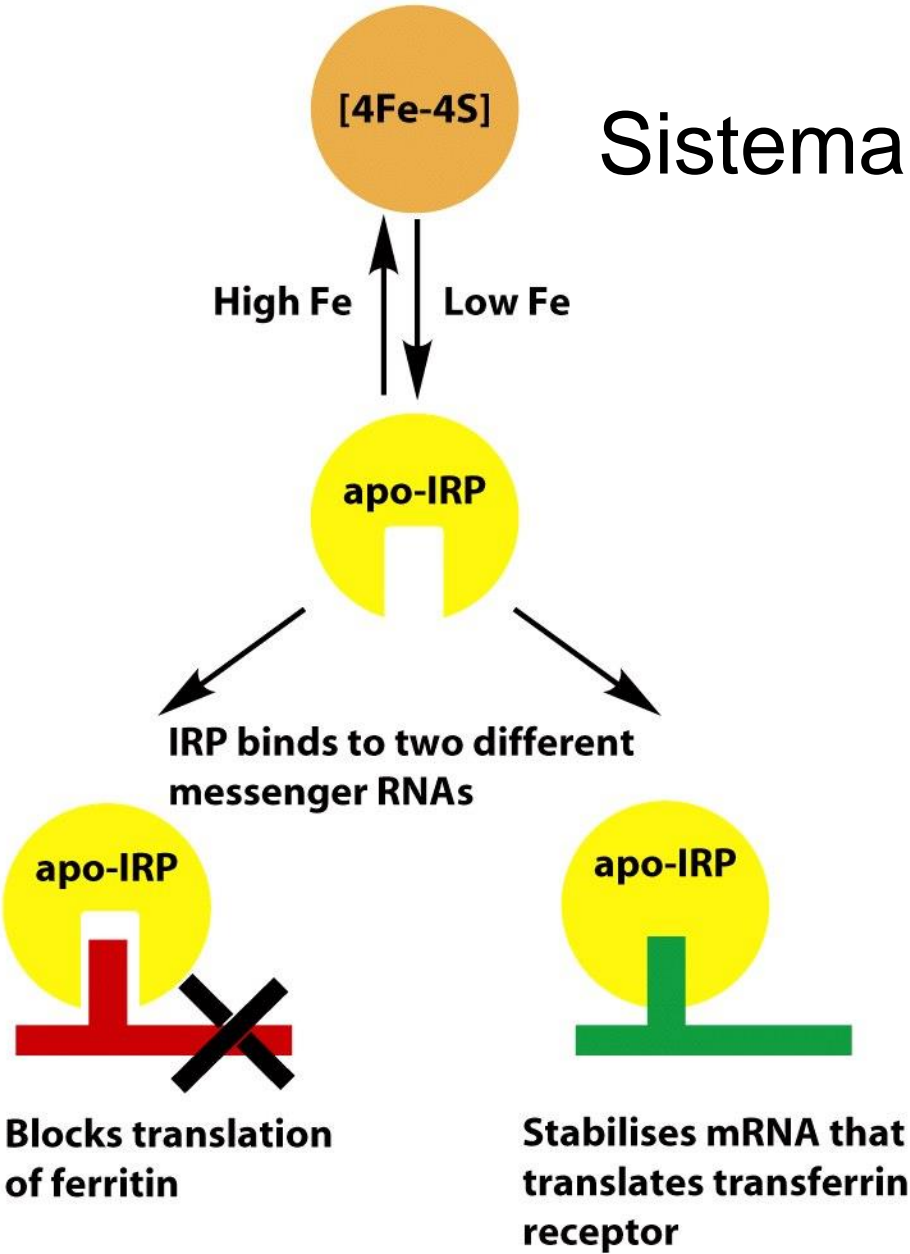 [4Fe-4S]
Sistema
High Fe
Low Fe
apo-IRP
IRP binds to two different
messenger RNAs
apo-IRP
apo-IRP
Blocks translation
of ferritin
Stabilises mRNA that
translates transferrin
receptor